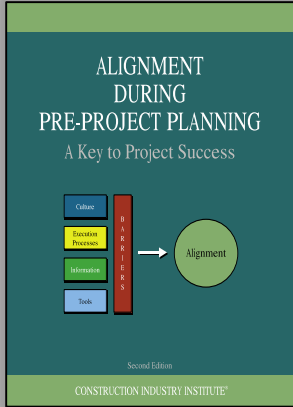 ALIGNMENT
DURING
PRE-PROJECT PLANNING
A Key to Project Success
Culture
Execution
Processes
Information
Tools
BARRIERS
Alignment
Second Edition
CONSTRUCTION INDUSTRY INSTITUTE®